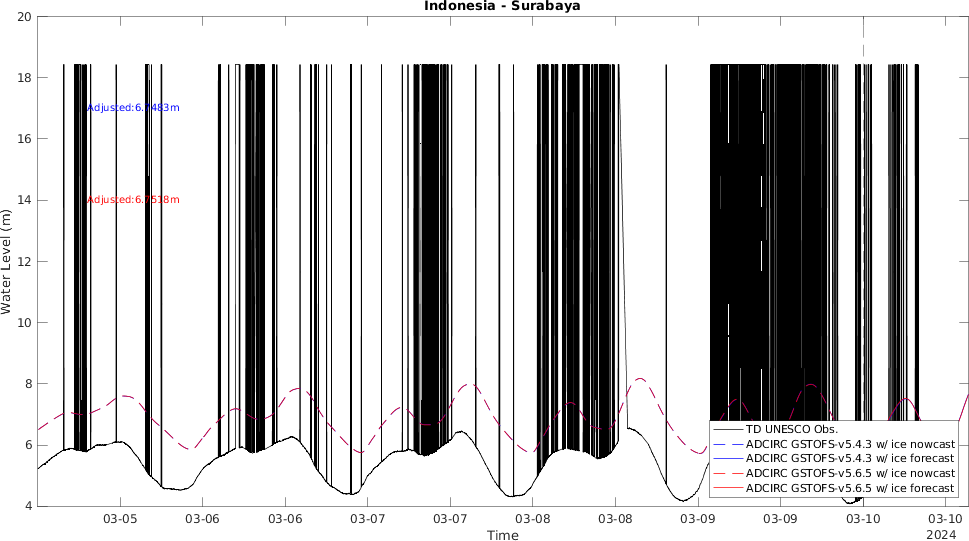 Indonesia - Surabaya
20
18
16
14
12
10
8
6
4
Water Level (m)
Adjusted:6.7483m
Adjusted:6.7518m
TD UNESCO Obs.
ADCIRC GSTOFS-v5.4.3 w/ ice nowcast
ADCIRC GSTOFS-v5.4.3 w/ ice forecast
ADCIRC GSTOFS-v5.6.5 w/ ice nowcast
ADCIRC GSTOFS-v5.6.5 w/ ice forecast
03-05 03-06 03-06 03-07 03-07 03-08 03-08 03-09 03-09 03-10 03-10
2024
Time